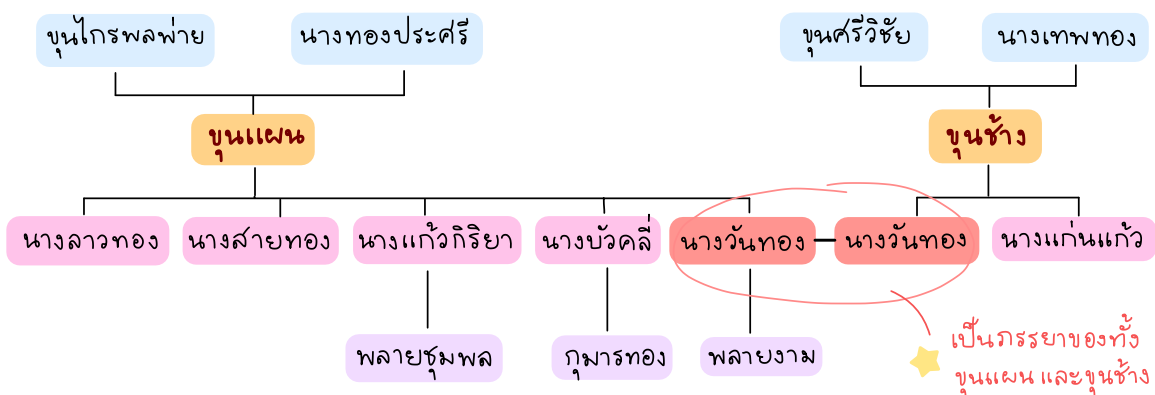 ขุนไกรพลพ่าย
นางทองประศรี
ขุนศรีวิชัย
นางเทพทอง
ขุนแผน
ขุนช้าง
นางลาวทอง
นางสายทอง
นางแก้วกิริยา
นางบัวคลี่
นางวันทอง
นางวันทอง
นางแก่นแก้ว
พลายชุมพล
กุมารทอง
พลายงาม
เป็นภรรยาของทั้ง
ขุนแผน และขุนช้าง